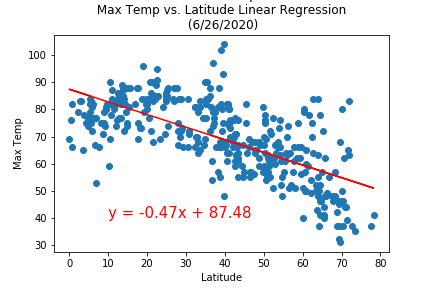 Max Temp vs. Latitude Linear Regression
(6/26/2020)
100
90
80
70
60
50
40
30
Max Temp
y = -0.47x + 87.48
0 10 20 30 40 50 60 70 80
Latitude